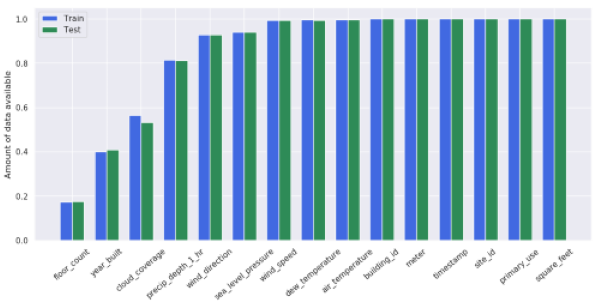 Train
Test
Amount of data available
1.0
0.8
0.6
0.4
0.2
0.0
floor_count
year_built
cloud_coverage
precip_depth_1_hr
wind_direction
sea_level_pressure
wind_speed
dew_temperature
air_temperature
building_id
meter
timestamp
site_id
primary_use
square_feet